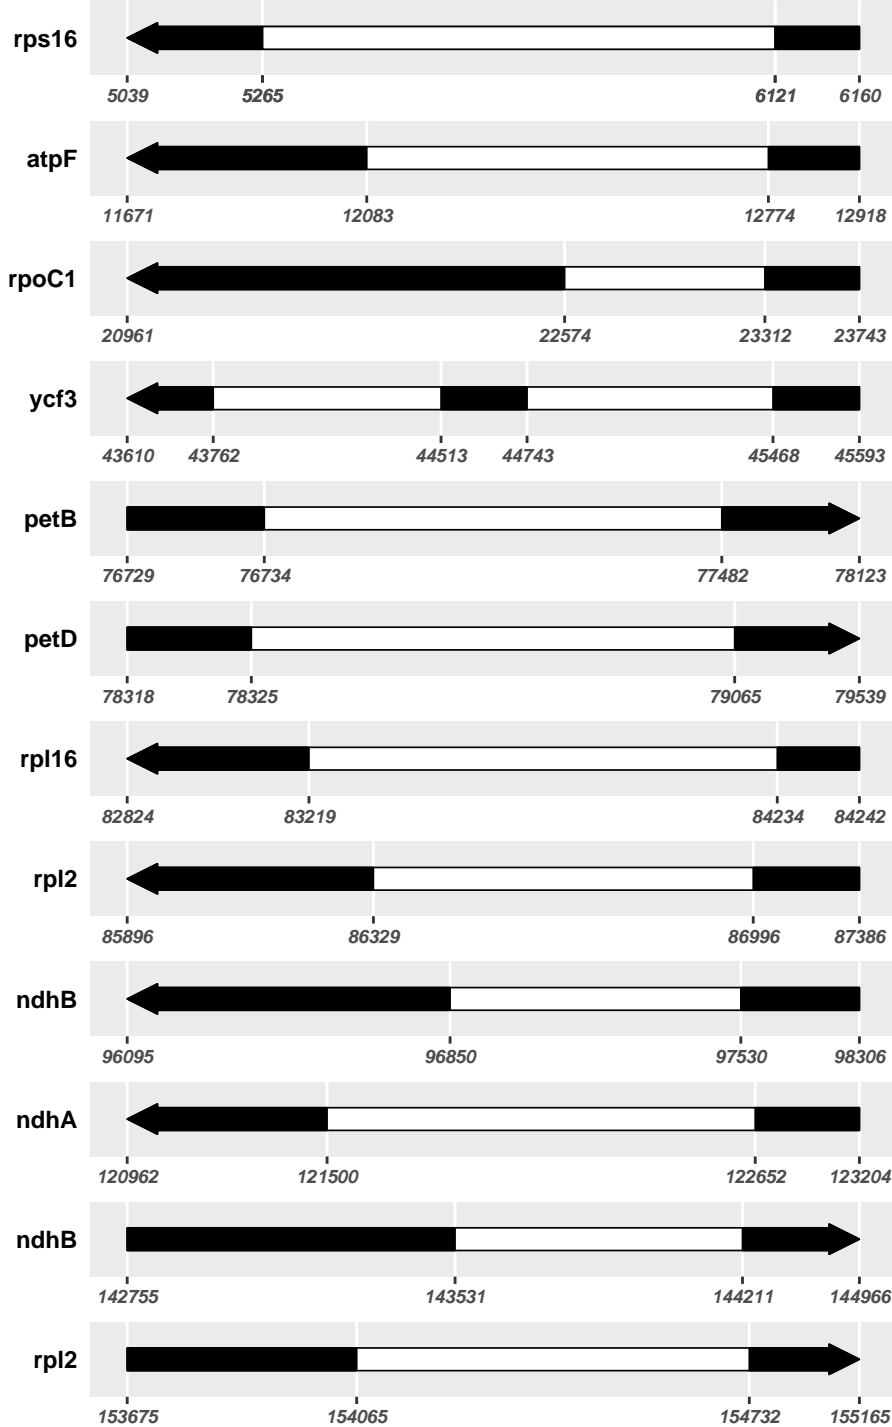 rps16
5039 5265 6121 6160
atpF
11671 12083 12774 12918
rpoC1
20961 22574 23312 23743
ycf3
43610 43762 44513 44743 45468 45593
petB
76729 76734 77482 78123
petD
78318 78325 79065 79539
rpl16
82824 83219 84234 84242
rpl2
85896 86329 86996 87386
ndhB
96095 96850 97530 98306
ndhA
120962 121500 122652 123204
ndhB
142755 143531 144211 144966
rpl2
153675 154065 154732 155165